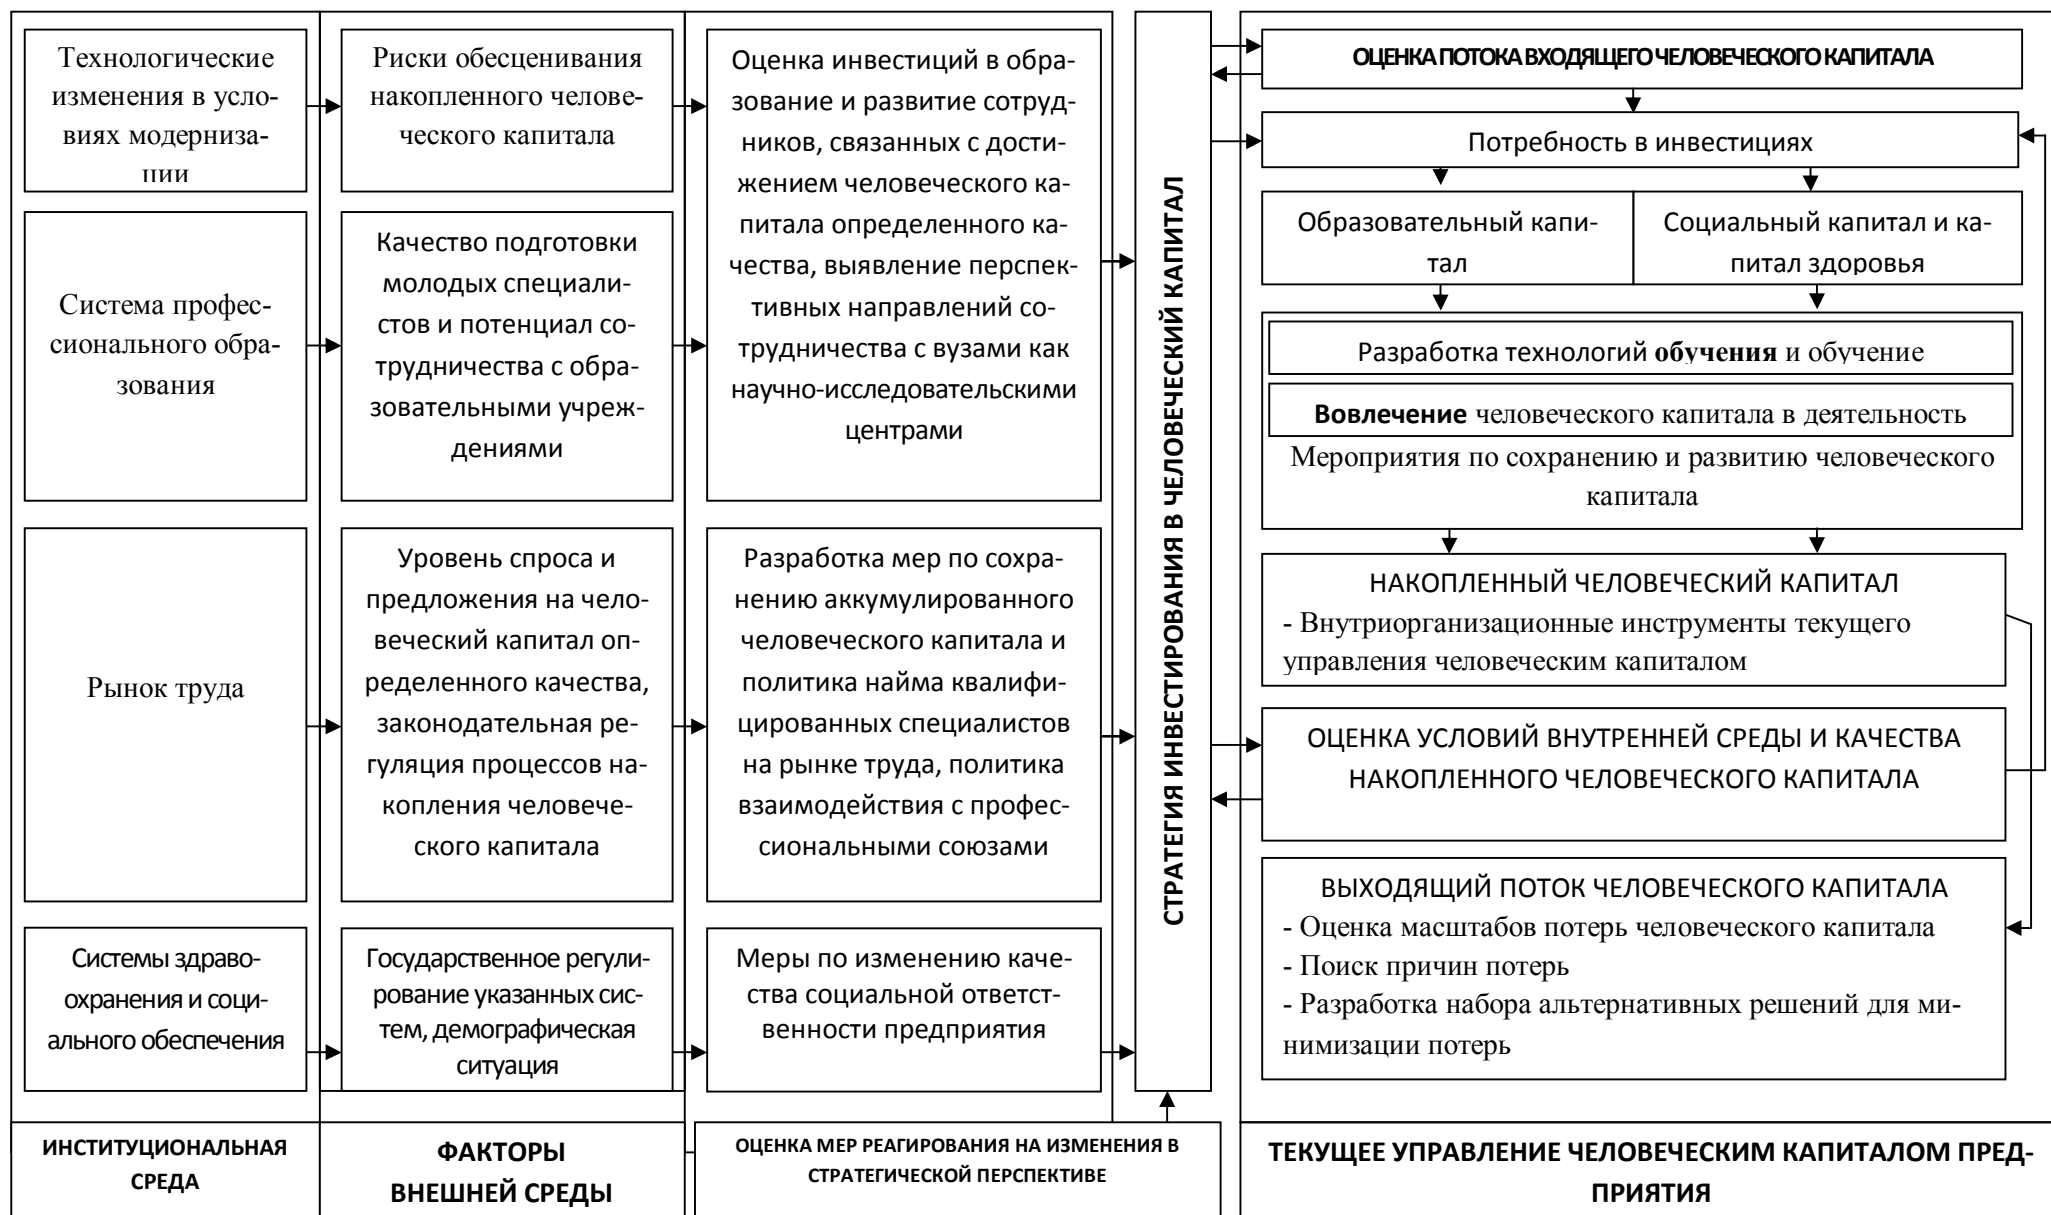 Технологические
изменения в усло-
виях модерниза-
ции
Система профес-
сионального обра-
зования
Рынок труда
Системы здраво-
охранения и соци-
ального обеспечения
ИНСТИТУЦИОНАЛЬНАЯ
СРЕДА
Риски обесценивания
накопленного челове-
ческого капитала
Качество подготовки
молодых специали-
стов и потенциал со-
трудничества с обра-
зовательными учреж-
дениями
Уровень спроса и
предложения на чело-
веческий капитал оп-
ределенного качества,
законодательная ре-
гуляция процессов на-
копления человече-
ского капитала
Государственное регули-
рование указанных сис-
тем, демографическая
ситуация
ФАКТОРЫ
ВНЕШНЕЙ СРЕДЫ
Оценка инвестиций в обра-
зование и развитие сотруд-
ников, связанных с дости-
жением человеческого ка-
питала определенного ка-
чества, выявление перспек-
тивных направлений со-
трудничества с вузами как
научно-исследовательскими
центрами
Разработка мер по сохра-
нению аккумулированного
человеческого капитала и
политика найма квалифи-
цированных специалистов
на рынке труда, политика
взаимодействия с профес-
сиональными союзами
Меры по изменению каче-
ства социальной ответст-
венности предприятия
ОЦЕНКА МЕР РЕАГИРОВАНИЯ НА ИЗМЕНЕНИЯ В
СТРАТЕГИЧЕСКОЙ ПЕРСПЕКТИВЕ
СТРАТЕГИЯ ИНВЕСТИРОВАНИЯ В ЧЕЛОВЕЧЕСКИЙ КАПИТАЛ
ОЦЕНКА ПОТОКА ВХОДЯЩЕГО ЧЕЛОВЕЧЕСКОГО КАПИТАЛА
Потребность в инвестициях
Образовательный капи-
тал
Социальный капитал и ка-
питал здоровья
Разработка технологий обучения и обучение
Вовлечение человеческого капитала в деятельность
Мероприятия по сохранению и развитию человеческого
капитала
НАКОПЛЕННЫЙ ЧЕЛОВЕЧЕСКИЙ КАПИТАЛ
- Внутриорганизационные инструменты текущего
управления человеческим капиталом
ОЦЕНКА УСЛОВИЙ ВНУТРЕННЕЙ СРЕДЫ И КАЧЕСТВА
НАКОПЛЕННОГО ЧЕЛОВЕЧЕСКОГО КАПИТАЛА
ВЫХОДЯЩИЙ ПОТОК ЧЕЛОВЕЧЕСКОГО КАПИТАЛА
- Оценка масштабов потерь человеческого капитала
- Поиск причин потерь
- Разработка набора альтернативных решений для ми-
нимизации потерь
ТЕКУЩЕЕ УПРАВЛЕНИЕ ЧЕЛОВЕЧЕСКИМ КАПИТАЛОМ ПРЕД-
ПРИЯТИЯ